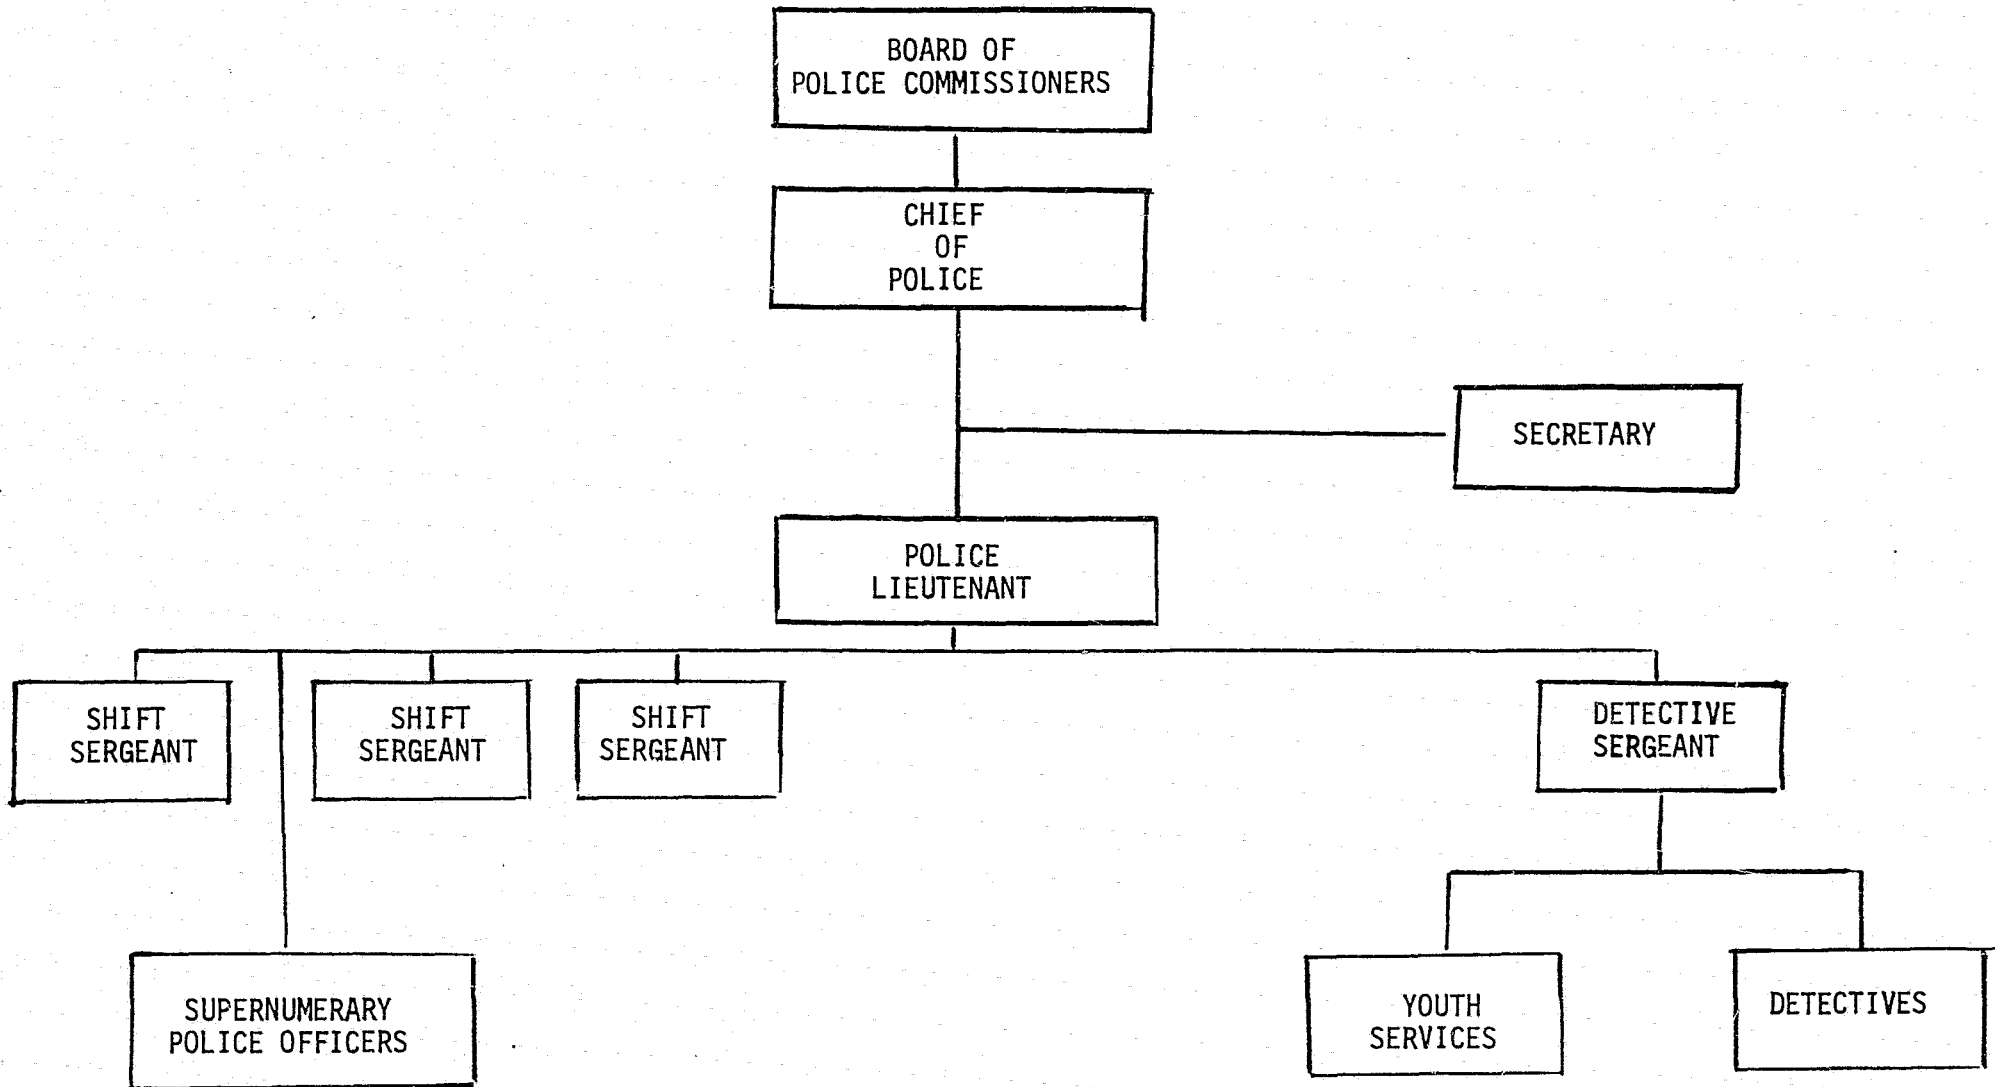 BOARD OF
POLICE COMMISSIONERS
CHIEF
OF
POLICE
SECRETARY
POLICE
LIEUTENANT
SHIFT
SERGEANT
SHIFT
SERGEANT
SHIFT
SERGEANT
DETECTIVE
SERGEANT
SUPERNUMERARY
POLICE OFFICERS
YOUTH
SERVICES
DETECTIVES